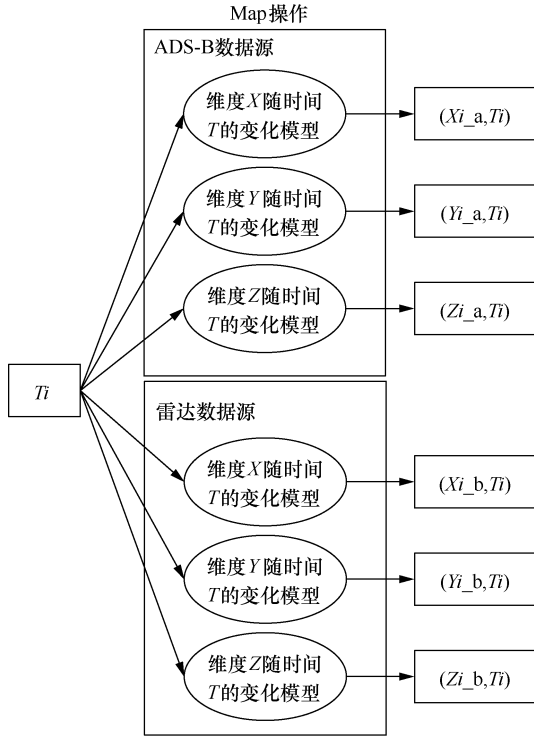 Map操作
ADS-B数据源
维度X随时间
T的变化模型
(Xi_a,Ti)
维度Y随时间
T的变化模型
(Yi_a,Ti)
维度Z随时间
T的变化模型
(Zi_a,Ti)
Ti
雷达数据源
维度X随时间
T的变化模型
(Xi_b,Ti)
维度Y随时间
T的变化模型
(Yi_b,Ti)
维度Z随时间
T的变化模型
(Zi_b,Ti)